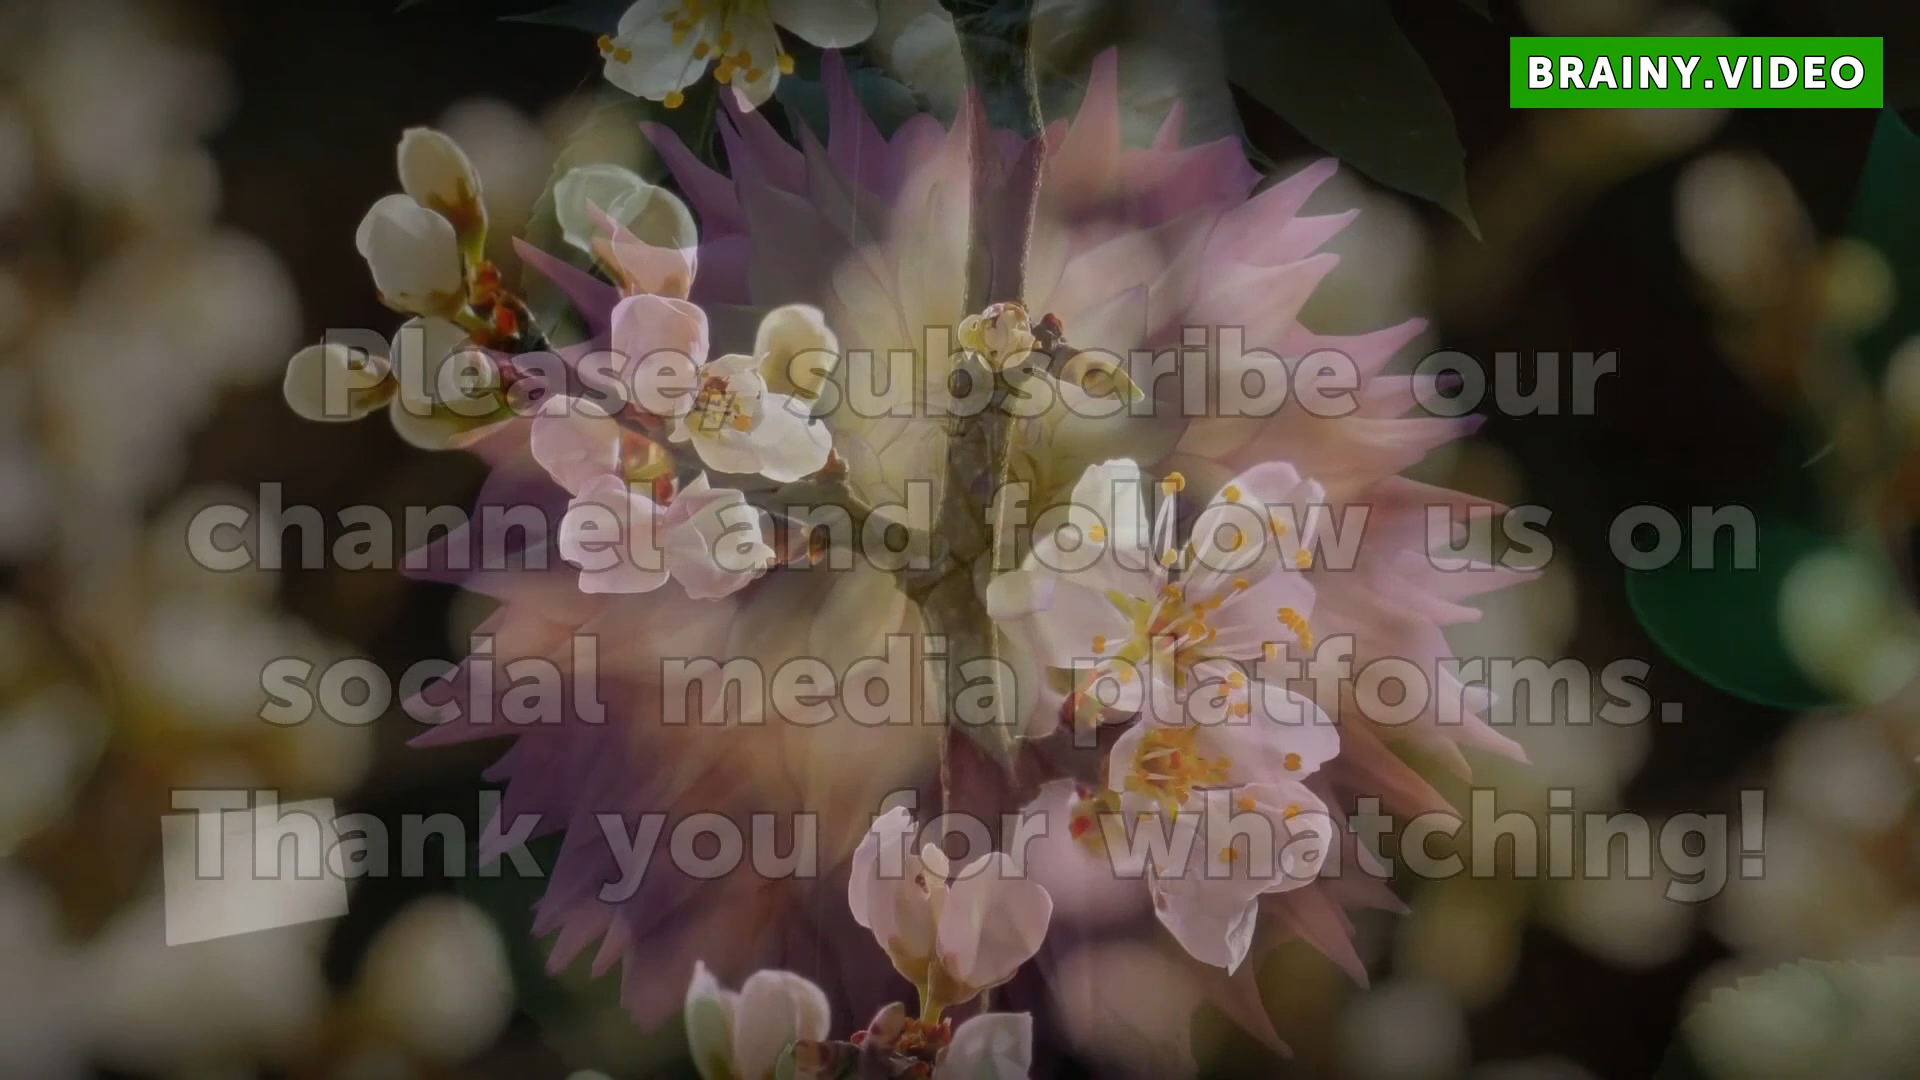 BRAINY.VIDEO
Please, subscribe our
channel and follow us on
social media platforms.
Thank you for whatching!